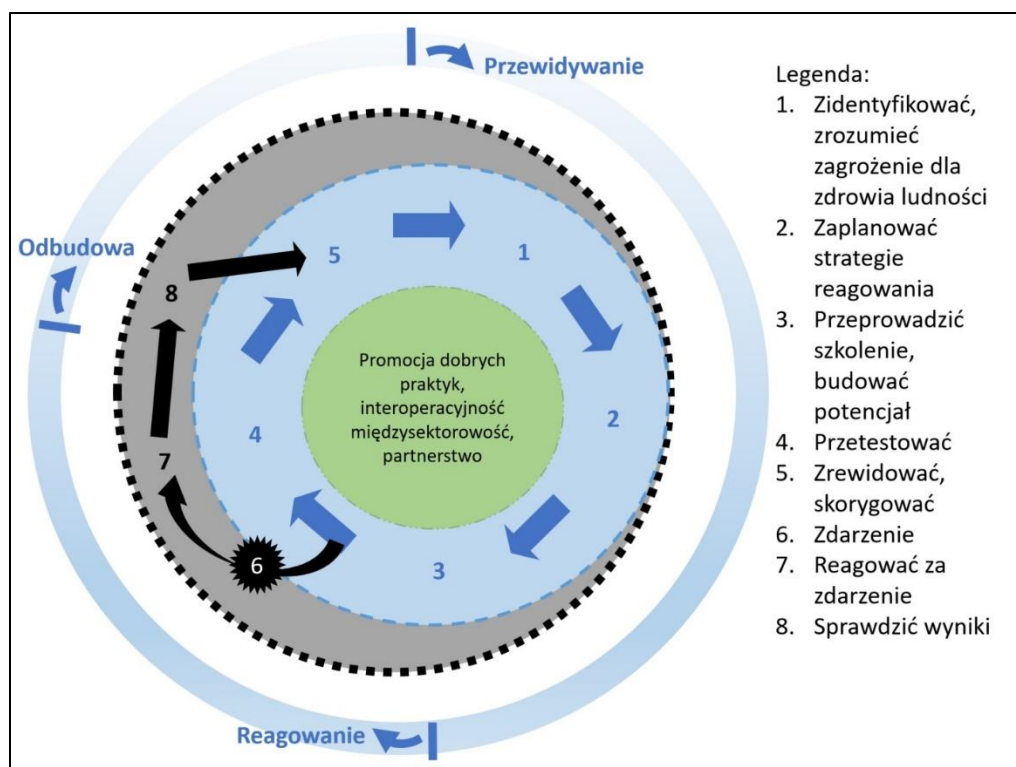 Przewidywanie
Odbudowa
Reagowanie
5
1
8
4
2
7
6
3
Promocja dobrych
praktyk,
interoperacyjność
międzysektorowość,
partnerstwo
Legenda:
1. Zidentyfikować,
zrozumieć
zagrożenie dla
zdrowia ludności
2. Zaplanować
strategie
reagowania
3. Przeprowadzić
szkolenie,
budować
potencjał
4. Przetestować
5. Zrewidować,
skorygować
6. Zdarzenie
7. Reagować za
zdarzenie
8. Sprawdzić wyniki